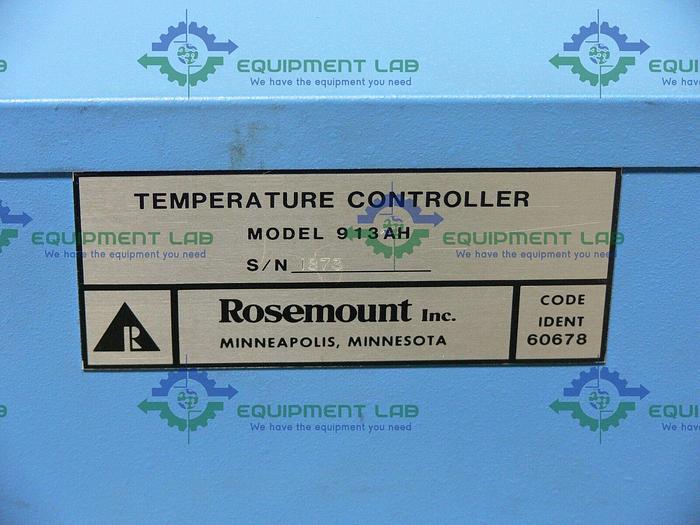 EQUIPMENT LAB
We have the equipment you need
EQUIPMENT LAB
We have the equipment you need
TEMPERATURE CONTROLLER
MODEL 913AH
S/N 1873
EQUIPMENT LAB
We have the equipment you need
EQUIPMENT LAB
We have the equipment you need
R
Rosemount Inc.
MINNEAPOLIS, MINNESOTA
CODE
IDENT
60678
EQUIPMENT LAB
We have the equipment you need
EQUIPMENT LAB
We have the equipment you need